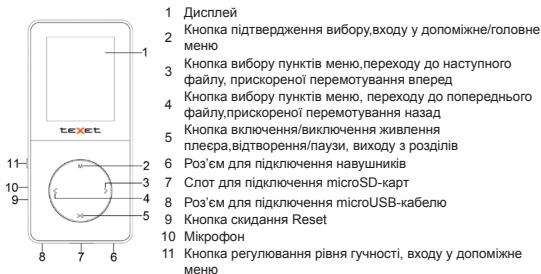 1 Дисплей
2 Кнопка підтвердження вибору,входу у допоміжне/головне
меню
3 Кнопка вибору пунктів меню,переходу до наступного
файлу, прискореної перемотування вперед
4 Кнопка вибору пунктів меню, переходу до попереднього
файлу,прискореної перемотування назад
5 Кнопка включення/виключення живлення
плеєра,відтворення/паузи, виходу з розділів
6 Роз’єм для підключення навушників
7 Слот для підключення microSD-карт
8 Роз’єм для підключення microUSB-кабелю
9 Кнопка скидання Reset
10 Мікрофон
11 Кнопка регулювання рівня гучності, входу у допоміжне
меню
1
teXet
M
2
3
4
5
11
10
9
8
7
6